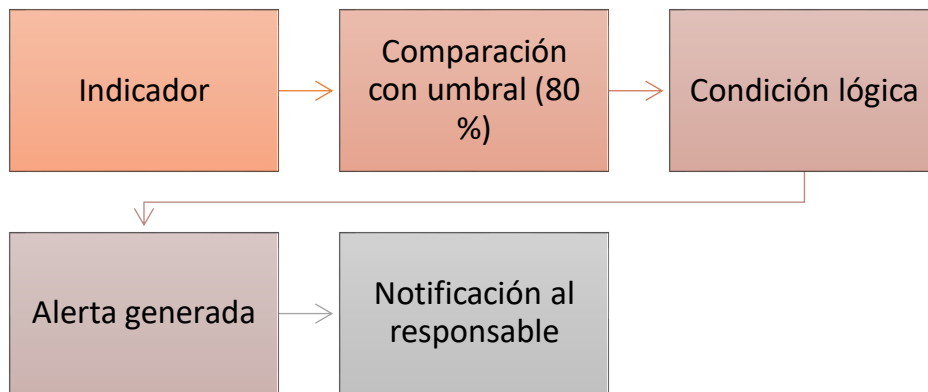 Indicador
Comparación
con umbral (80
%)
Condición lógica
Alerta generada
Notificación al
responsable